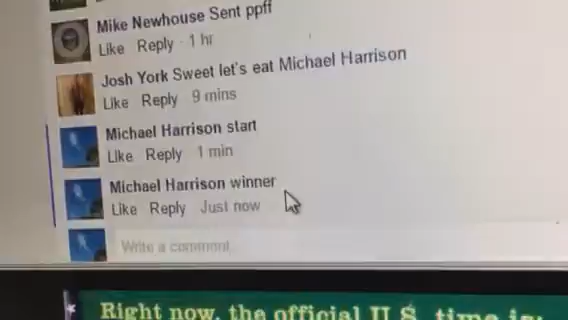 Mike Newhouse Sent ppff
Like Reply · 1 hr
Josh York Sweet let's eat Michael Harrison
Like Reply 9 mins
Michael Harrison start
Like Reply 1 min
Michael Harrison winner
Like Reply Just now
Write a comment
Right now, the official U.S. time is: